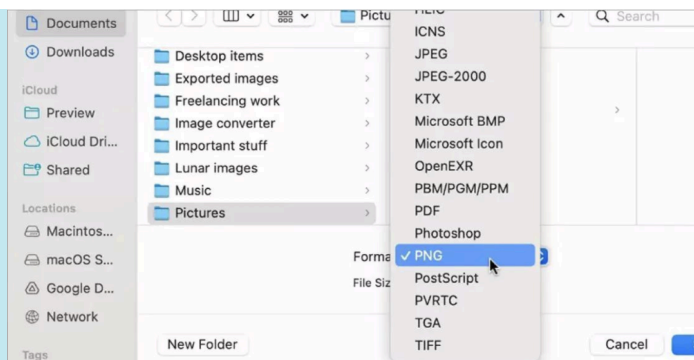 Documents
Pictu
Search
Downloads
iCloud
Preview
iCloud Dri...
Shared
Locations
Macintos...
macOS S...
Google D...
Network
Tags
Desktop items
Exported images
Freelancing work
Image converter
Important stuff
Lunar images
Music
Pictures
HEIC
ICNS
JPEG
JPEG-2000
KTX
Microsoft BMP
Microsoft Icon
OpenEXR
PBM/PGM/PPM
PDF
Photoshop
Forma
✓ PNG
File Siz
PostScript
PVRTC
TGA
TIFF
New Folder
Cancel